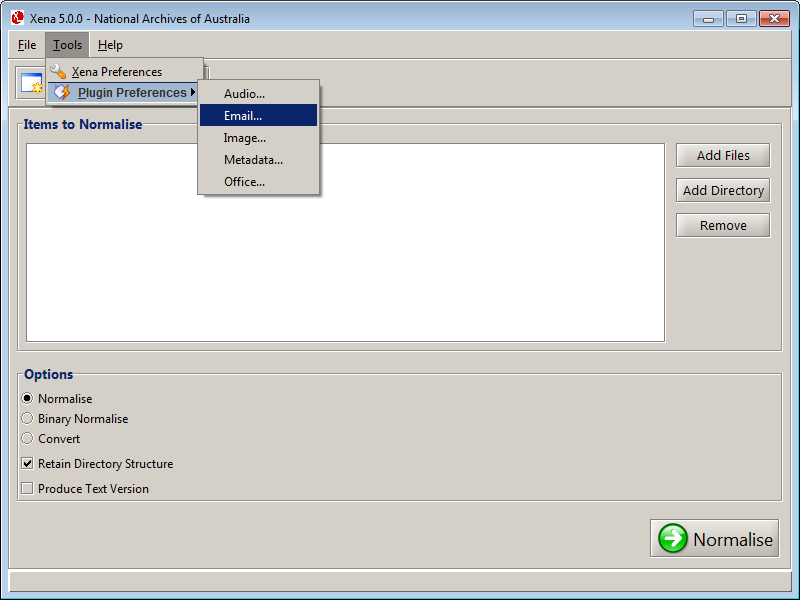 Xena 5.0.0 - National Archives of Australia
File Tools Help
Xena Preferences
Plugin Preferences
Audio...
Email...
Image...
Metadata...
Office...
Items to Normalise
Add Files
Add Directory
Remove
Options
Normalise
Binary Normalise
Convert
Retain Directory Structure
Produce Text Version
Normalise